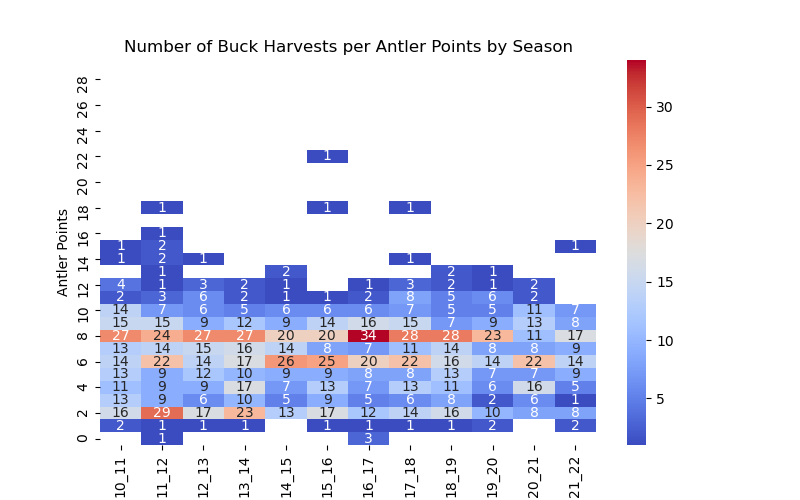 Number of Buck Harvests per Antler Points by Season
Antler Points
28
26
24
22 1
20
18 1 1 1
16 1
1 2 1
14 1 2 1 1
1 2 2 1
12 4 1 3 2 1 1 3 2 1 2
2 3 6 2 1 1 2 8 5 6 2
10 14 7 6 5 6 6 6 7 5 5 11 7
15 15 9 12 9 14 16 15 7 9 13 8
8 27 24 27 27 20 20 34 28 28 23 11 17
13 14 15 16 14 8 7 11 14 8 8 9
6 14 22 14 17 26 25 20 22 16 14 22 14
13 9 12 10 9 9 8 8 13 7 7 9
4 11 9 9 17 7 13 7 13 11 6 16 5
13 9 6 10 5 9 5 6 8 2 6 1
2 16 29 17 23 13 17 12 14 16 10 8 8
2 1 1 1 1 1 1 1 2 2
0 1 3
10_11 11_12 12_13 13_14 14_15 15_16 16_17 17_18 18_19 19_20 20_21 21_22
30
25
20
15
10
5